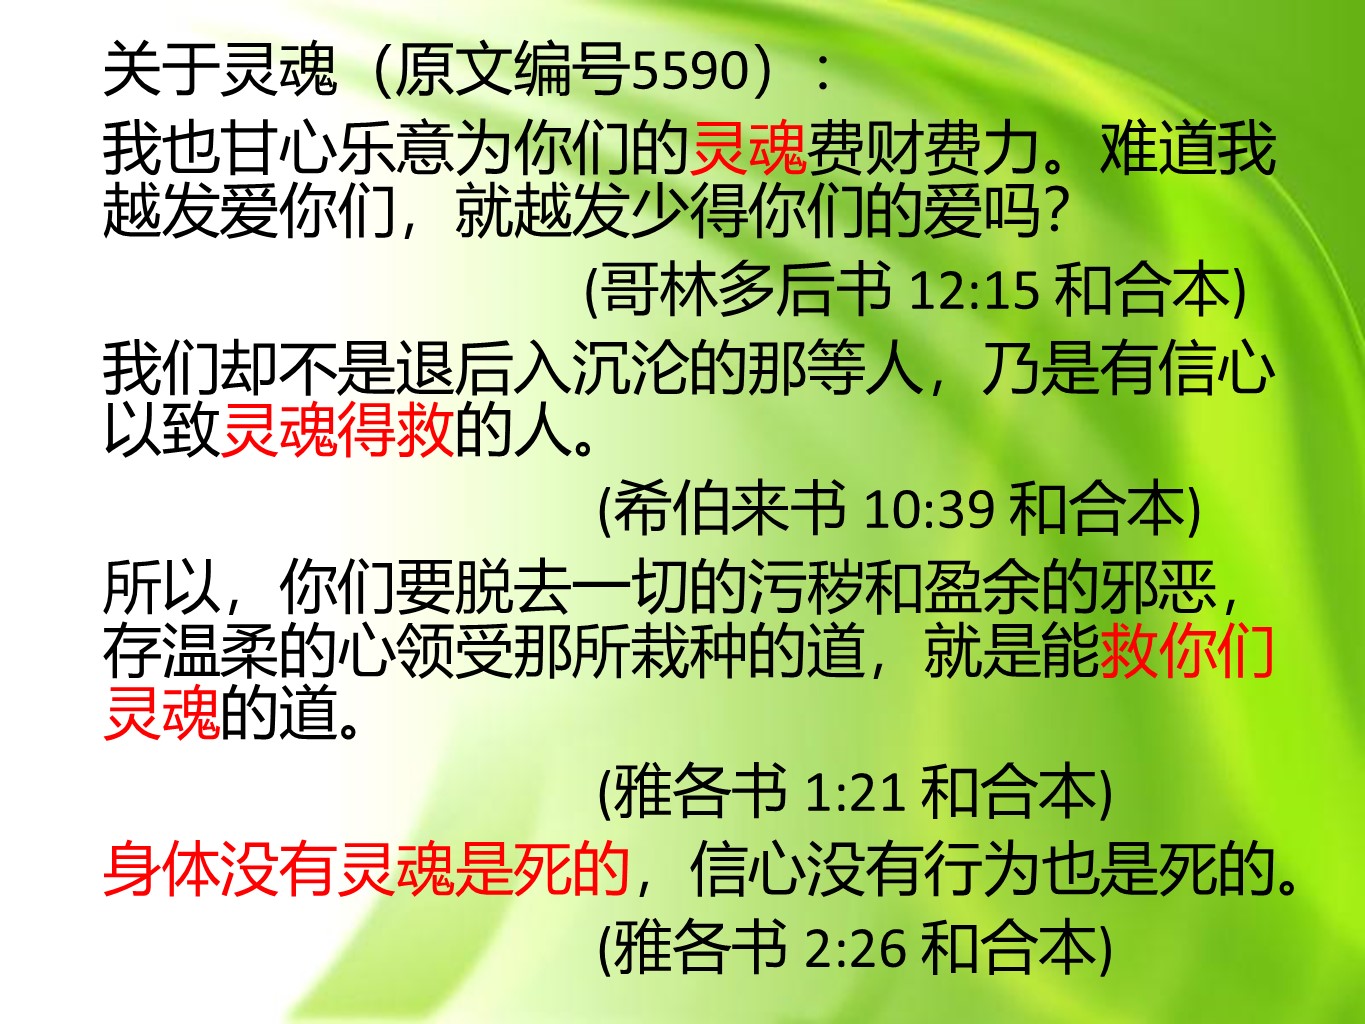 关于灵魂（原文编号5590）：
我也甘心乐意为你们的灵魂费财费力。难道我
越发爱你们，就越发少得你们的爱吗？
(哥林多后书 12:15 和合本)
我们却不是退后入沉沦的那等人，乃是有信心
以致灵魂得救的人。
(希伯来书 10:39 和合本)
所以，你们要脱去一切的污秽和盈余的邪恶，
存温柔的心领受那所栽种的道，就是能救你们
灵魂的道。
(雅各书 1:21 和合本)
身体没有灵魂是死的，信心没有行为也是死的。
(雅各书 2:26 和合本)